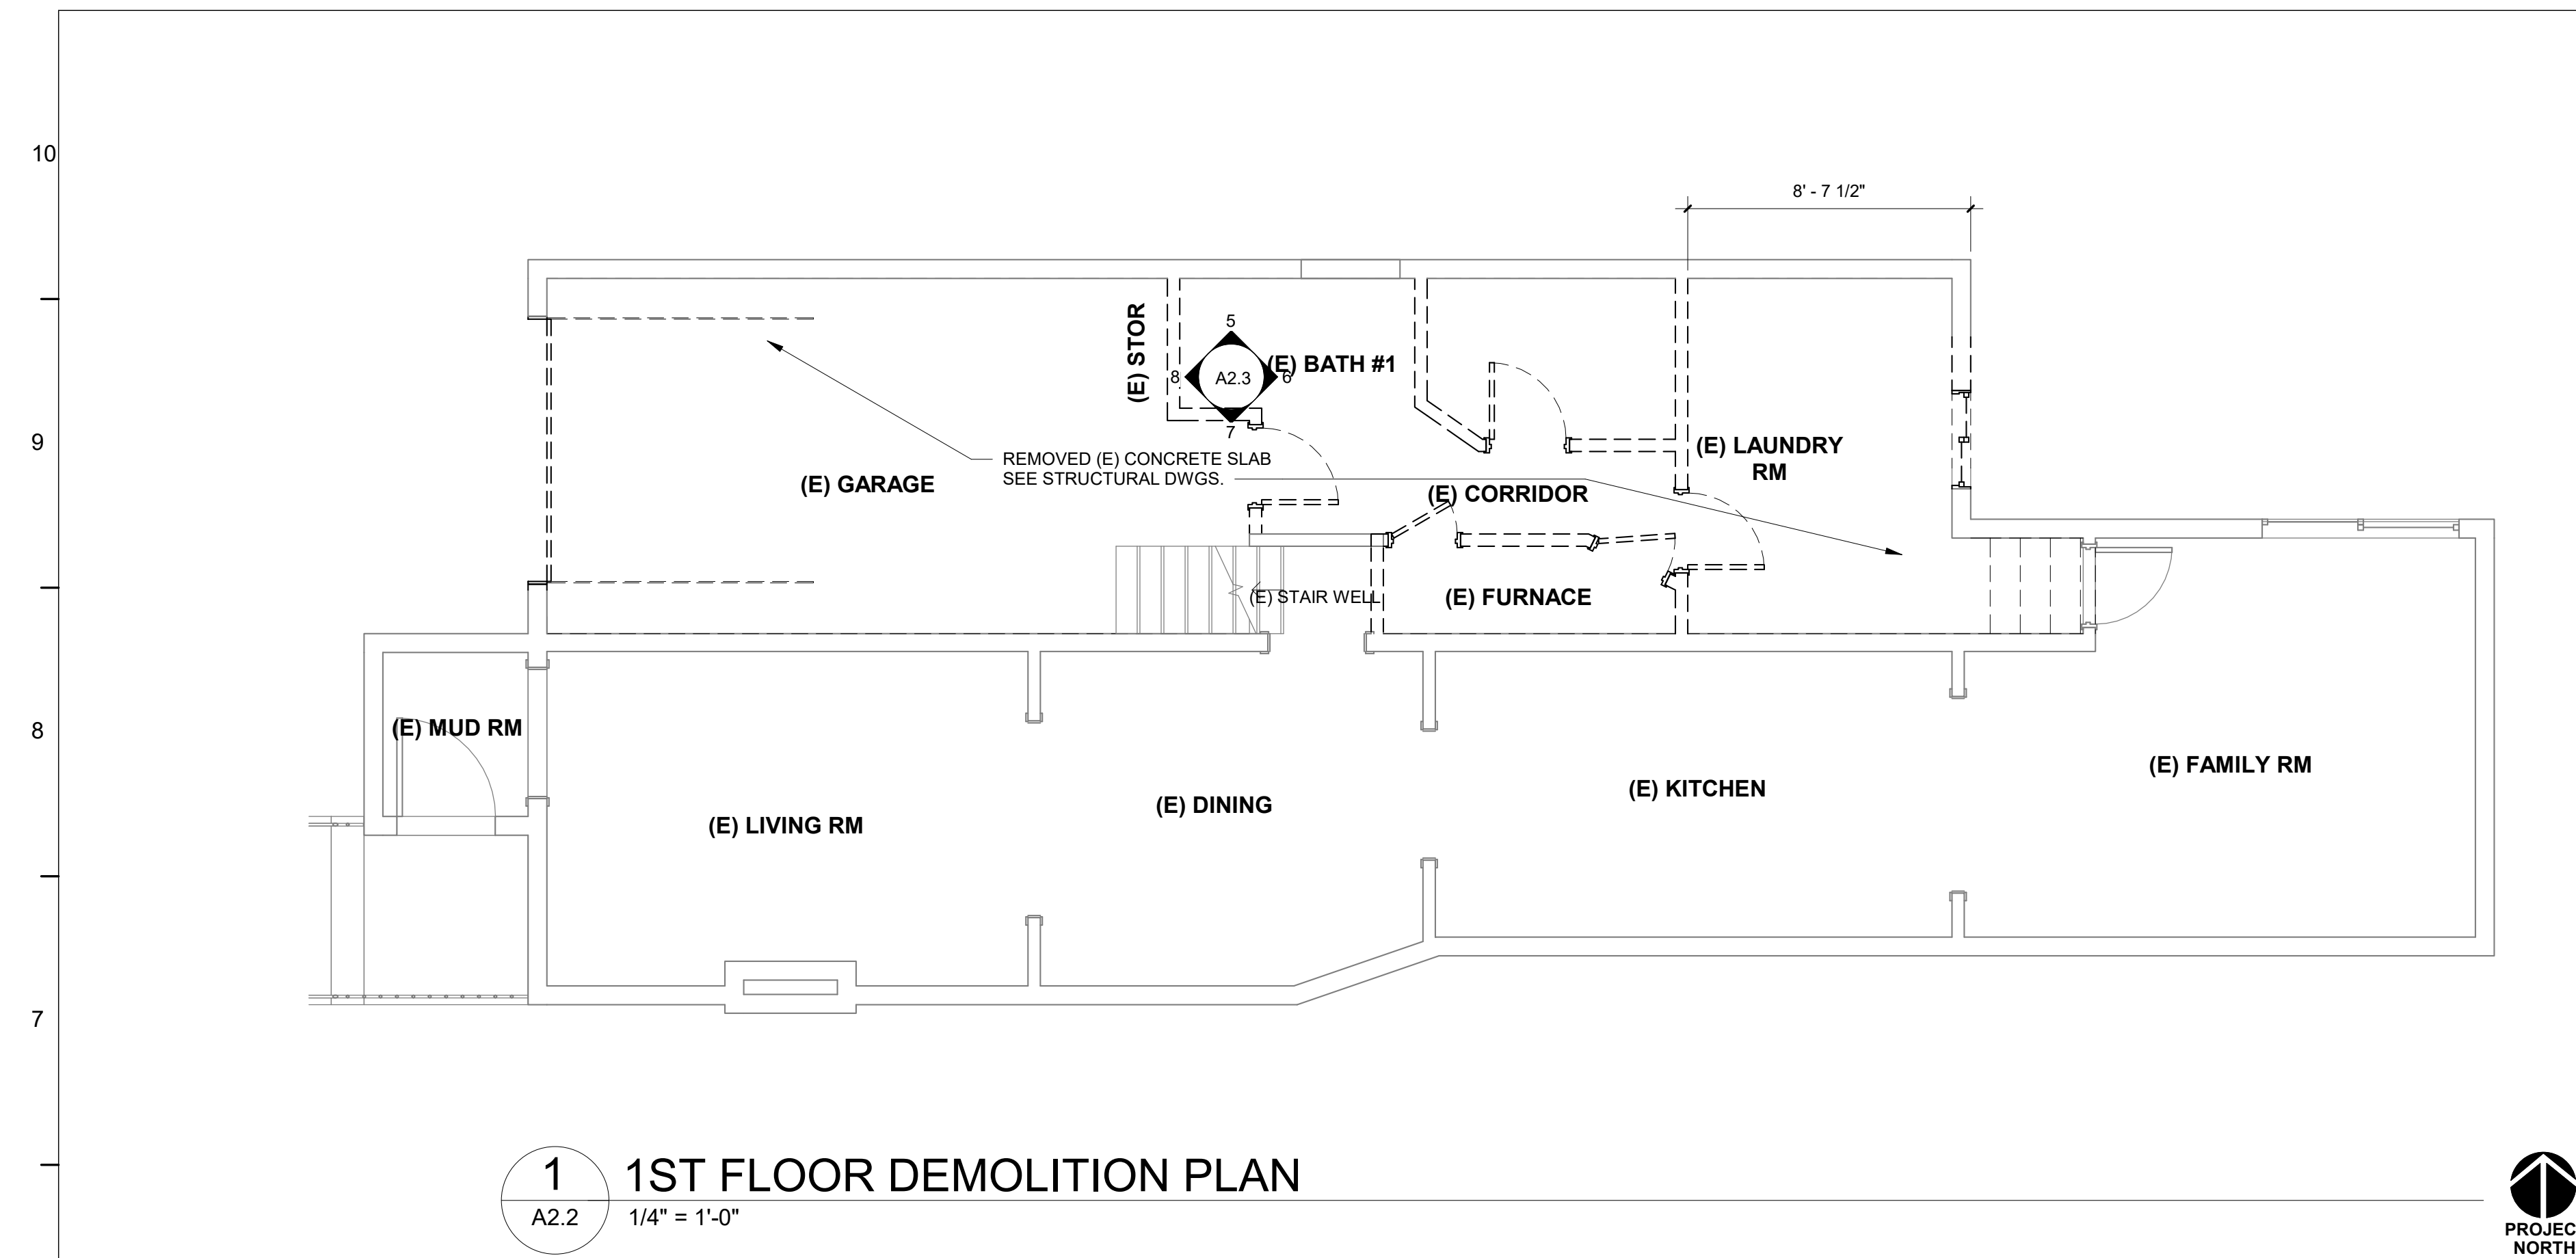 10
8' - 7 1/2"
(E) STOR
5
(E) BATH #1
8
A2.3
6
7
9
(E) LAUNDRY
RM
REMOVED (E) CONCRETE SLAB
SEE STRUCTURAL DWGS.
(E) GARAGE
(E) CORRIDOR
(E) STAIR WELL
(E) FURNACE
8
(E) MUD RM
(E) FAMILY RM
(E) KITCHEN
(E) DINING
(E) LIVING RM
7
1
1ST FLOOR DEMOLITION PLAN
A2.2
1/4" = 1'-0"
PROJEC
NORTH